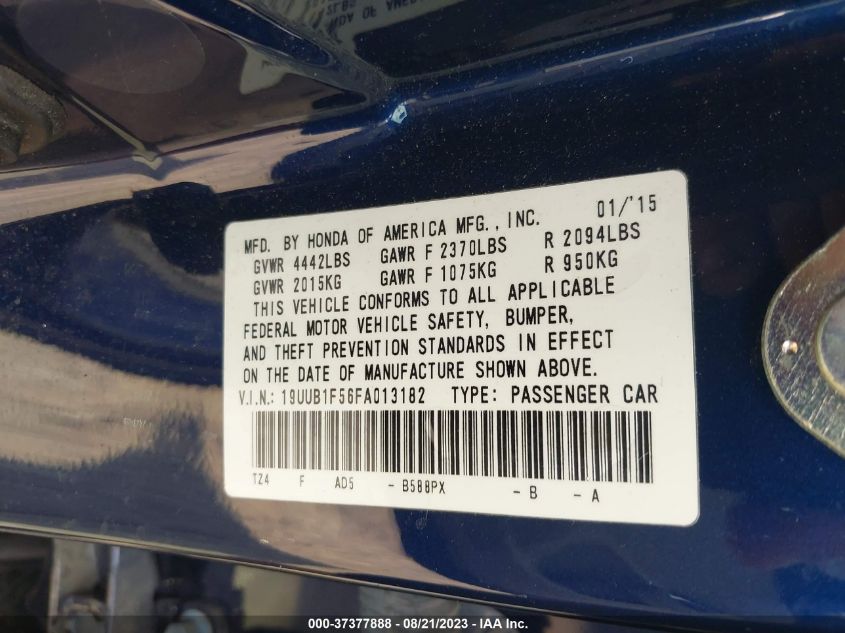 MFD. BY HONDA OF AMERICA MFG., INC. 01/'15
GVWR 4442LBS GAWR F 2370LBS R 2094LBS
GVWR 2015KG GAWR F 1075KG R 950KG
THIS VEHICLE CONFORMS TO ALL APPLICABLE
FEDERAL MOTOR VEHICLE SAFETY, BUMPER,
AND THEFT PREVENTION STANDARDS IN EFFECT
ON THE DATE OF MANUFACTURE SHOWN ABOVE.
V.I.N.: 19UUB1F56FA013182 TYPE: PASSENGER CAR
TZ4 F AD5 - B588PX - B - A
000-37377888 - 08/21/2023 - IAAI Inc.